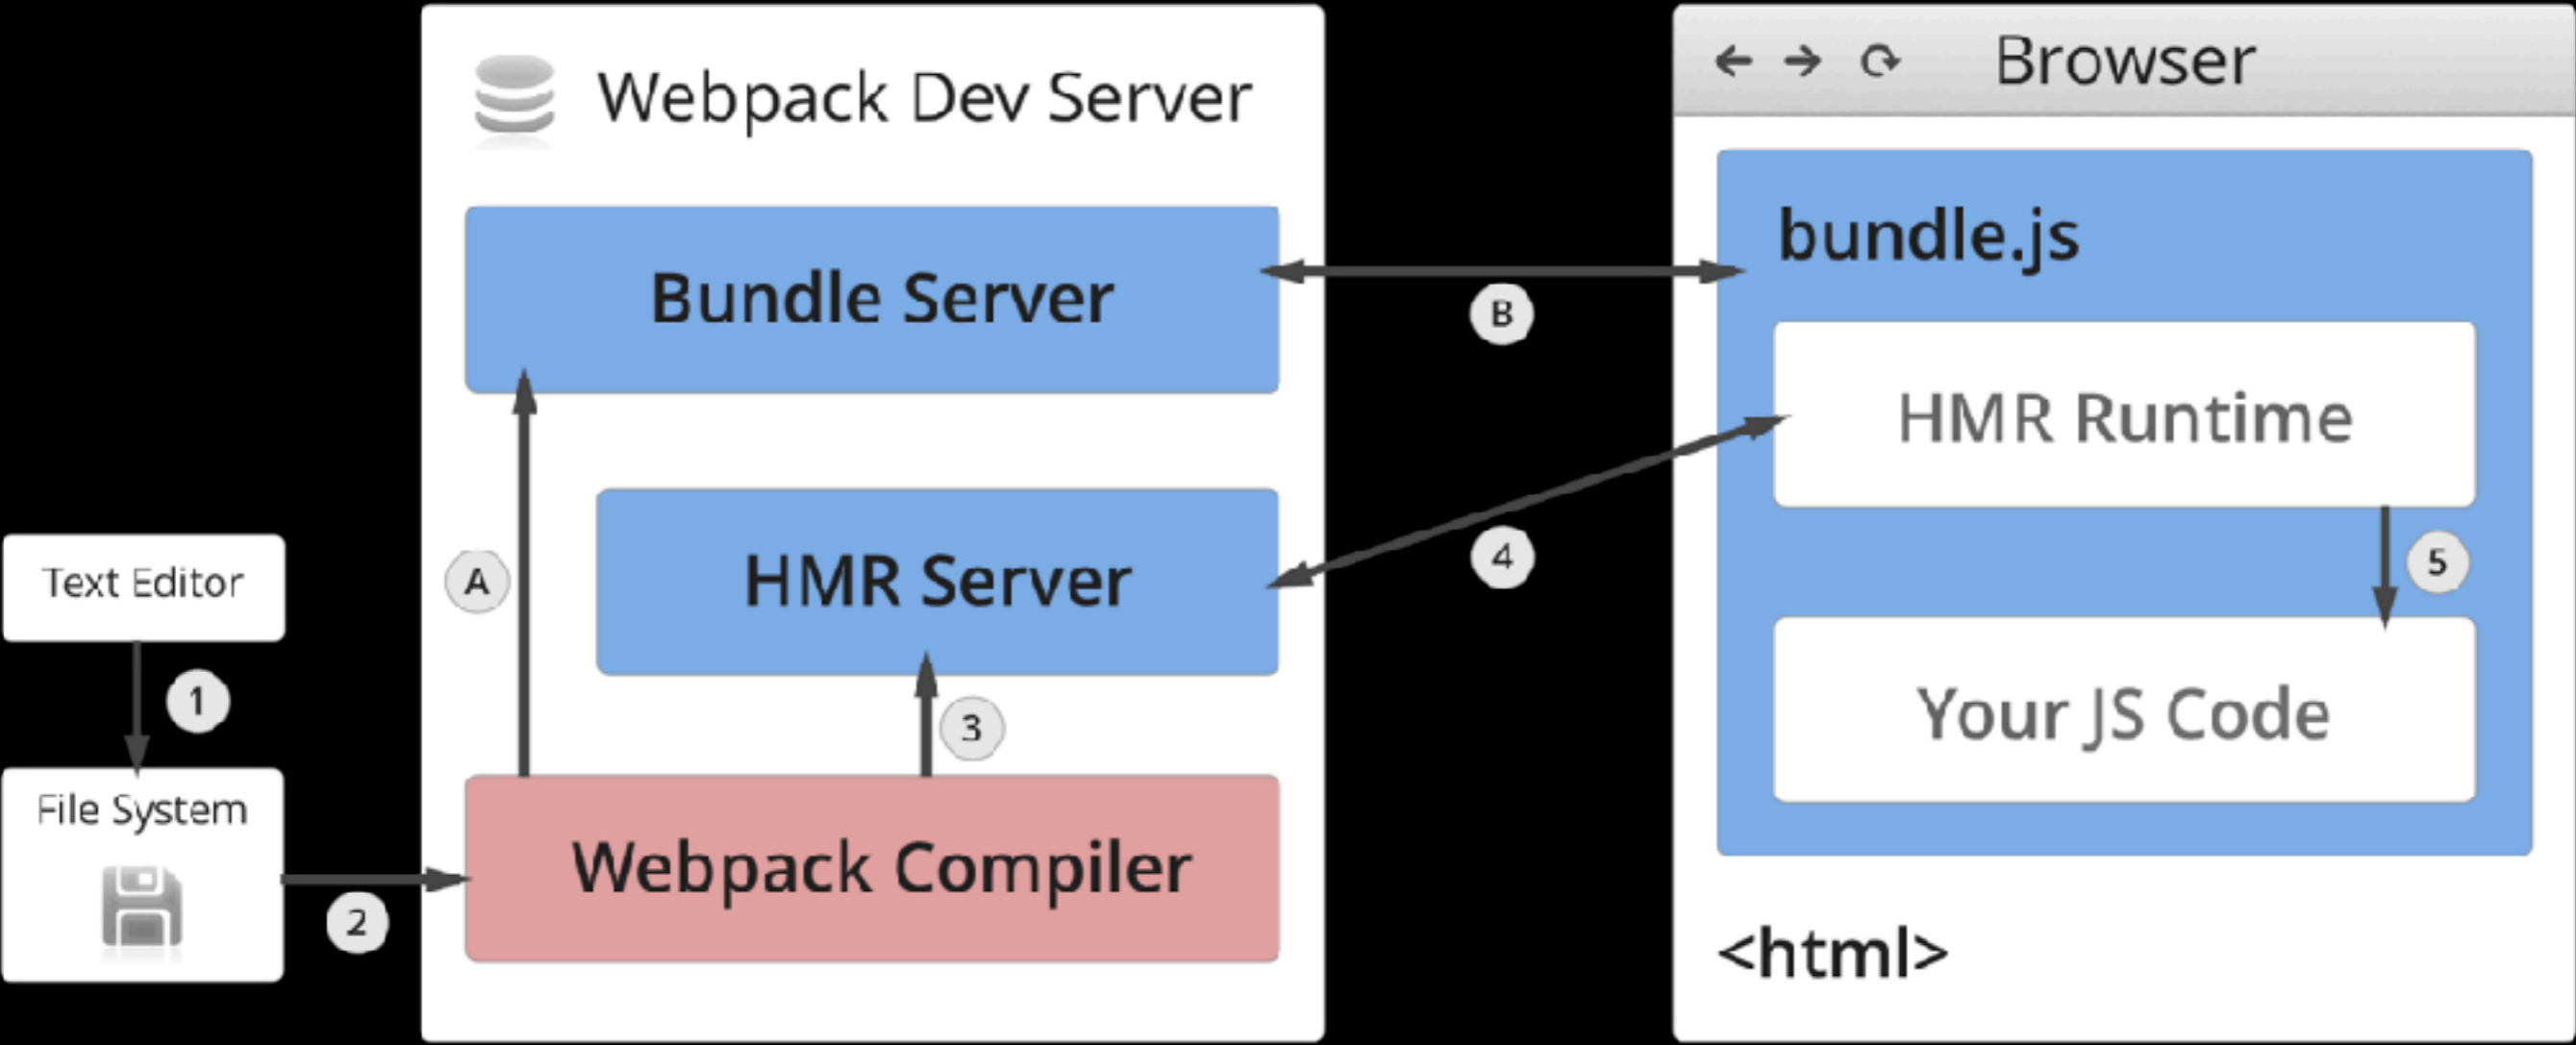 Webpack Dev Server
Bundle Server
A
HMR Server
3
Webpack Compiler
Text Editor
1
File System
2
B
4
Browser
bundle.js
HMR Runtime
5
Your JS Code
<html>